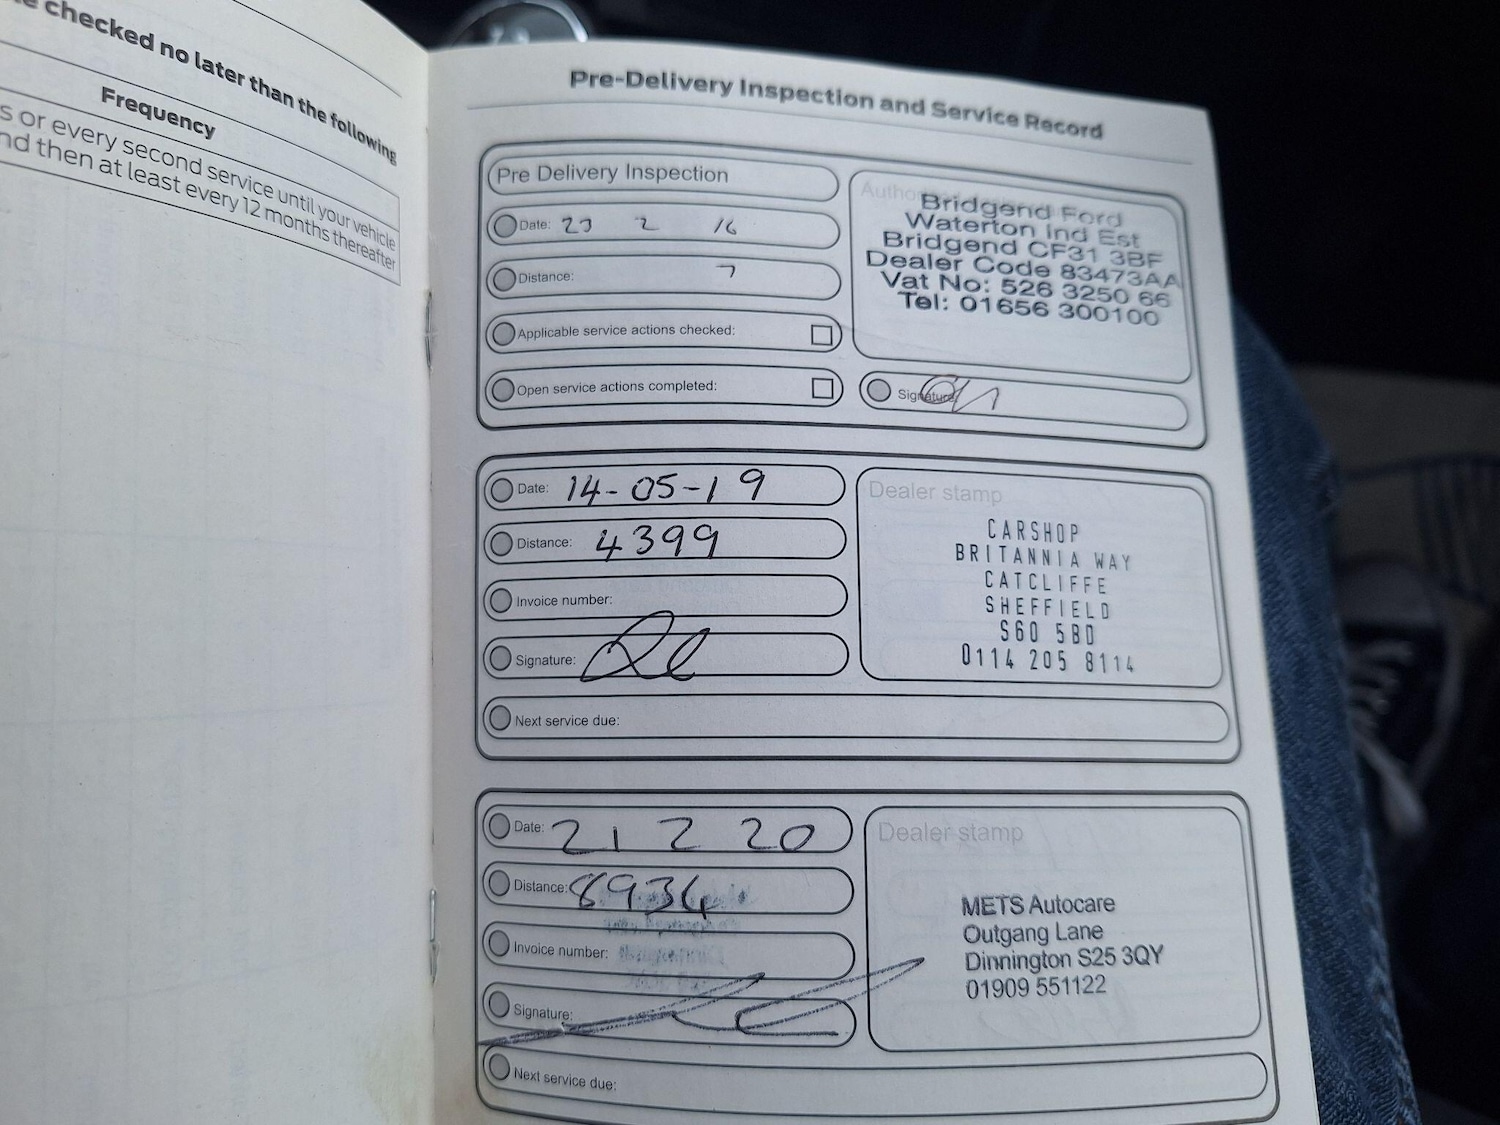 checked no later than the following
Frequency
s or every second service until your vehicle
nd then at least every 12 months thereafter
Pre-Delivery Inspection and Service Record
Pre Delivery Inspection
Date: 23 2 16
Distance: 7
Applicable service actions checked:
Open service actions completed:
Bridgend Ford
Waterton Ind Est
Bridgend CF31 3BF
Dealer Code 83473AA
Vat No: 526 3250 66
Tel: 01656 300100
Signature:
Date: 14-05-19
Distance: 4399
Invoice number:
Signature:
Next service due:
Dealer stamp
CARSHOP
BRITANNIA WAY
CATCLIFFE
SHEFFIELD
S60 5BD
0114 205 8114
Date: 21 2 20
Distance: 8934
Invoice number:
Signature:
Next service due:
Dealer stamp
METS Autocare
Outgang Lane
Dinnington S25 3QY
01909 551122